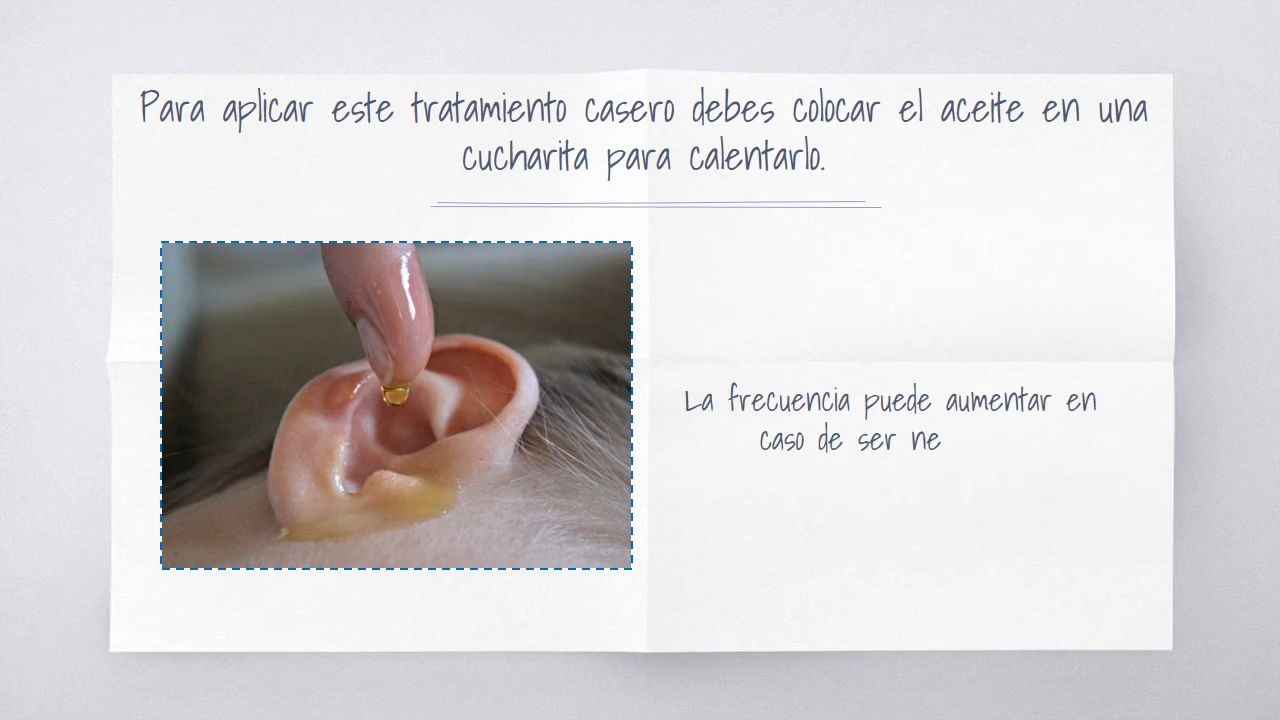 Para aplicar este tratamiento casero debes colocar el aceite en una
cucharita para calentarlo.
La frecuencia puede aumentar en
caso de ser ne